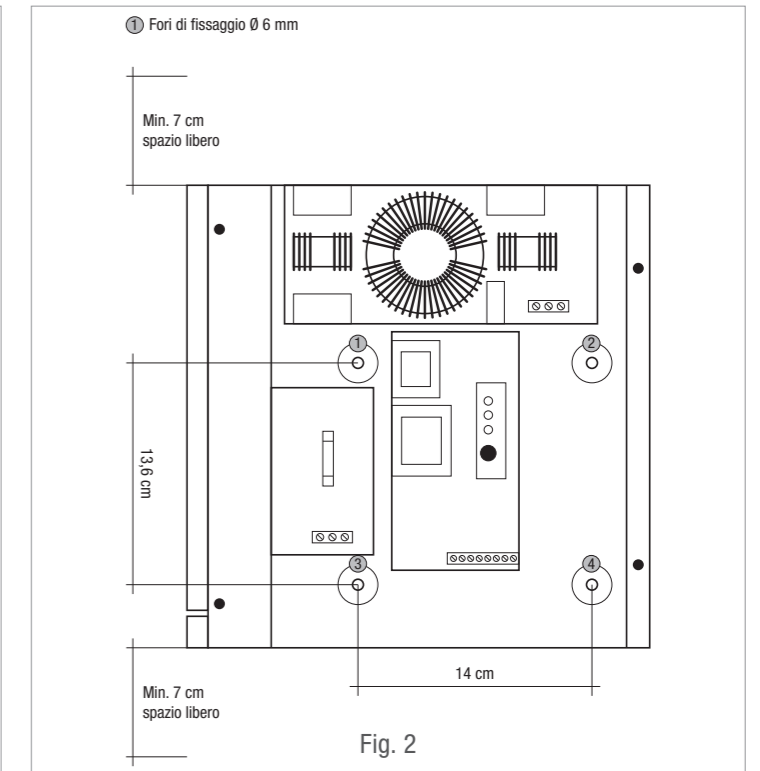 1 Fori di fissaggio Ø 6 mm
Min. 7 cm
spazio libero
1
2
13,6 cm
3
4
14 cm
Min. 7 cm
spazio libero
Fig. 2